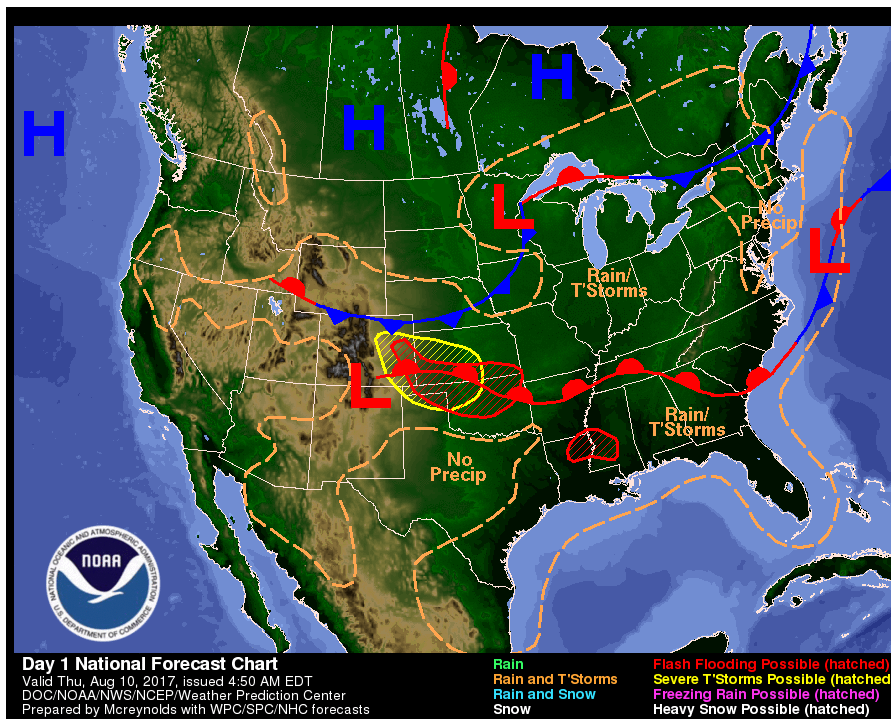 H
H
H
L
No
Precip
L
Rain/
T'Storms
L
Rain/
T'Storms
No
Precip
NATIONAL OCEANIC AND ATMOSPHERIC ADMINISTRATION
NOAA
U.S. DEPARTMENT OF COMMERCE
Day 1 National Forecast Chart
Valid Thu, Aug 10, 2017, issued 4:50 AM EDT
DOC/NOAA/NWS/NCEP/Weather Prediction Center
Prepared by Mcreynolds with WPC/SPC/NHC forecasts
Rain
Rain and T'Storms
Rain and Snow
Snow
Flash Flooding Possible (hatched)
Severe T'Storms Possible (hatched)
Freezing Rain Possible (hatched)
Heavy Snow Possible (hatched)